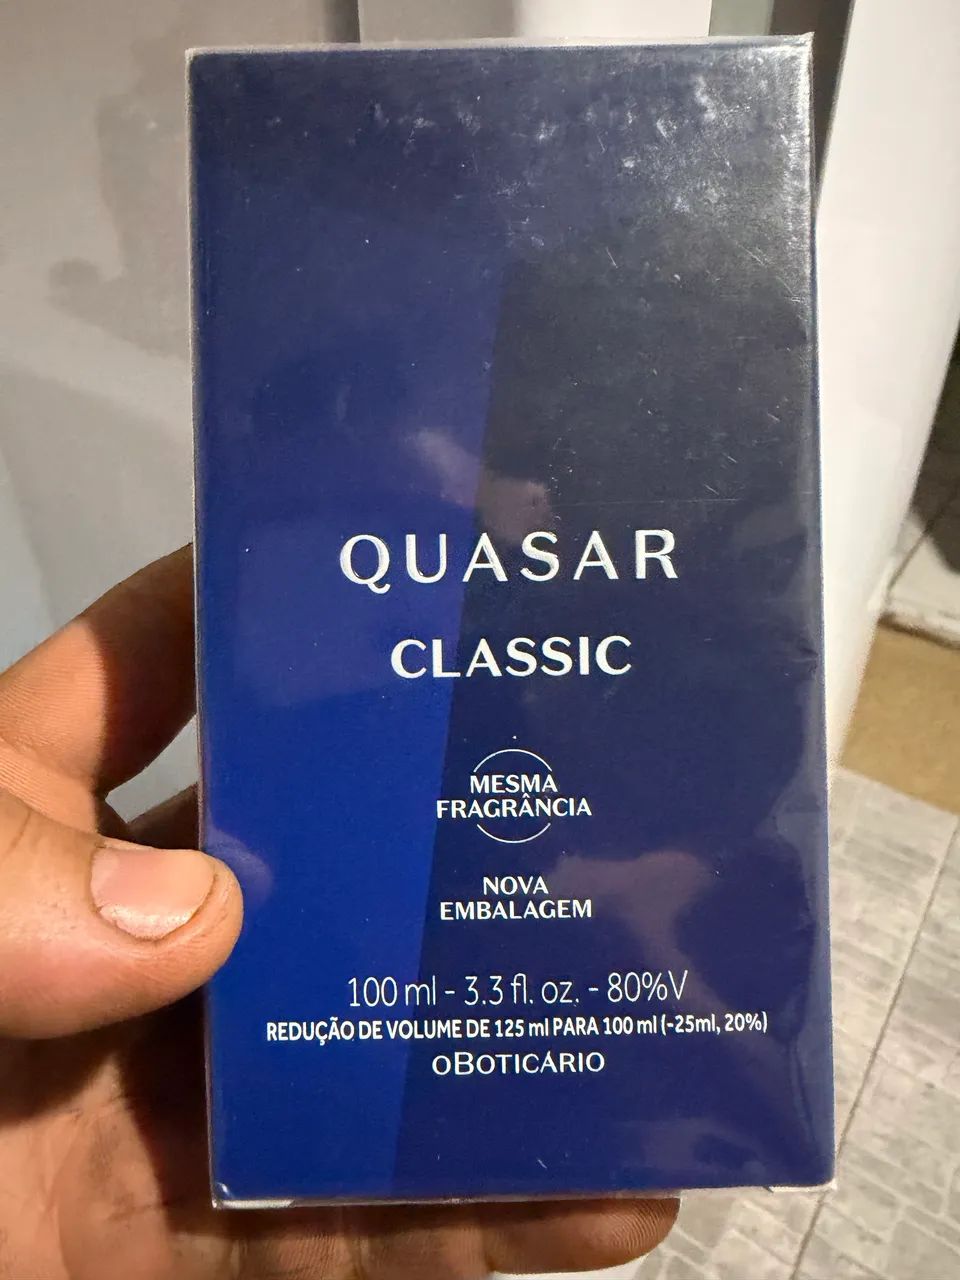 QUASAR
CLASSIC
MESMA
FRAGRÂNCIA
NOVA
EMBALAGEM
100 ml - 3.3 fl. oz. - 80%V
REDUÇÃO DE VOLUME DE 125 ml PARA 100 ml (-25ml, 20%)
oBOTICÁRIO